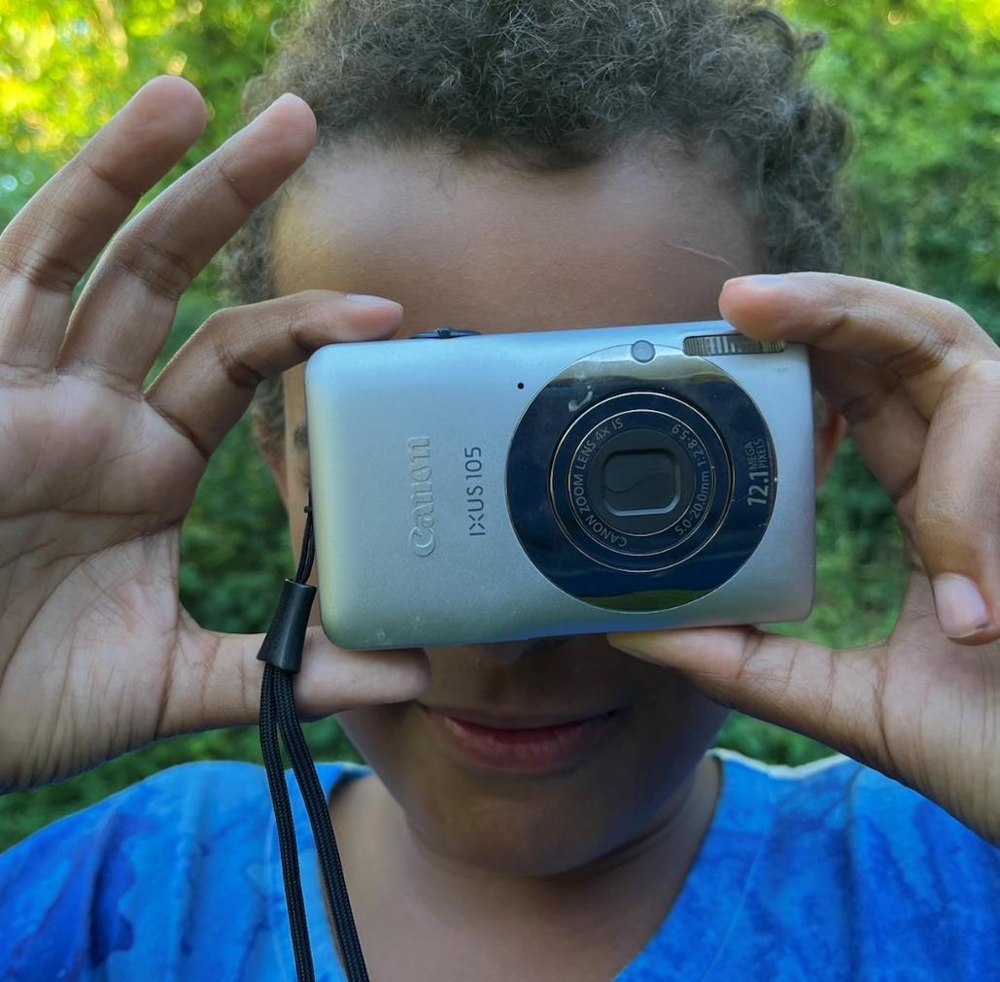 Canon
IXUS 105
CANON ZOOM LENS 4X IS
5.0-20.0mm 1:2.8-5.9
12.1 MEGA PIXELS